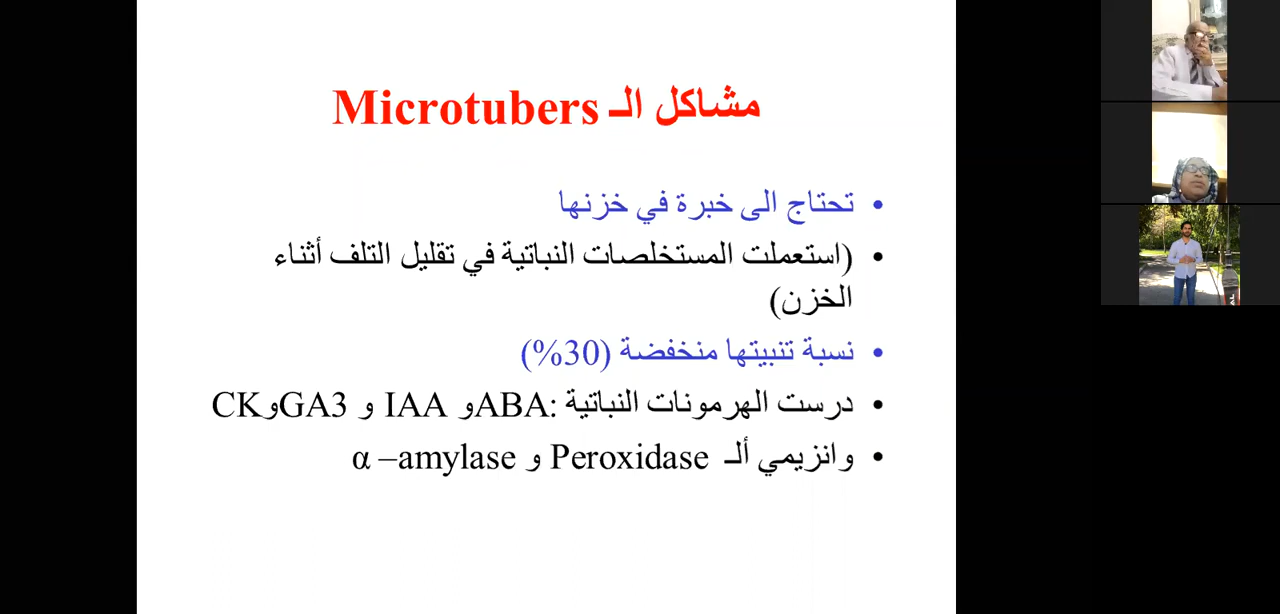 مشاكل الـ Microtubers
• تحتاج الى خبرة في خزنها
• (استعملت المستخلصات النباتية في تقليل التلف أثناء
الخزن)
• نسبة تنبيتها منخفضة (30%)
• درست الهرمونات النباتية :ABAو IAA و GA3وCK
• وانزيمي ألـ Peroxidase و α –amylase